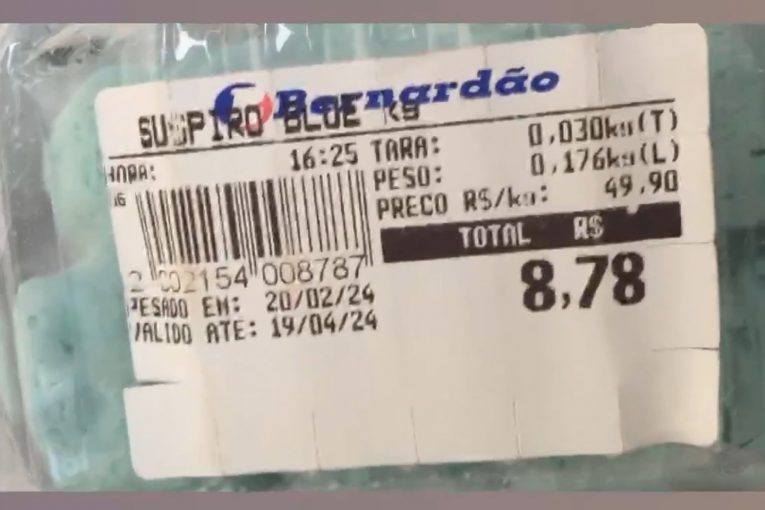 Bernardão
SUSPIRO BLUE KG
HORA: 16:25 TARA: 0,030kg(T)
PESO: 0,176kg(L)
PRECO R$/kg: 49,90
TOTAL R$
8,78
2 002154 008787
PESADO EM: 20/02/24
VALIDO ATE: 19/04/24